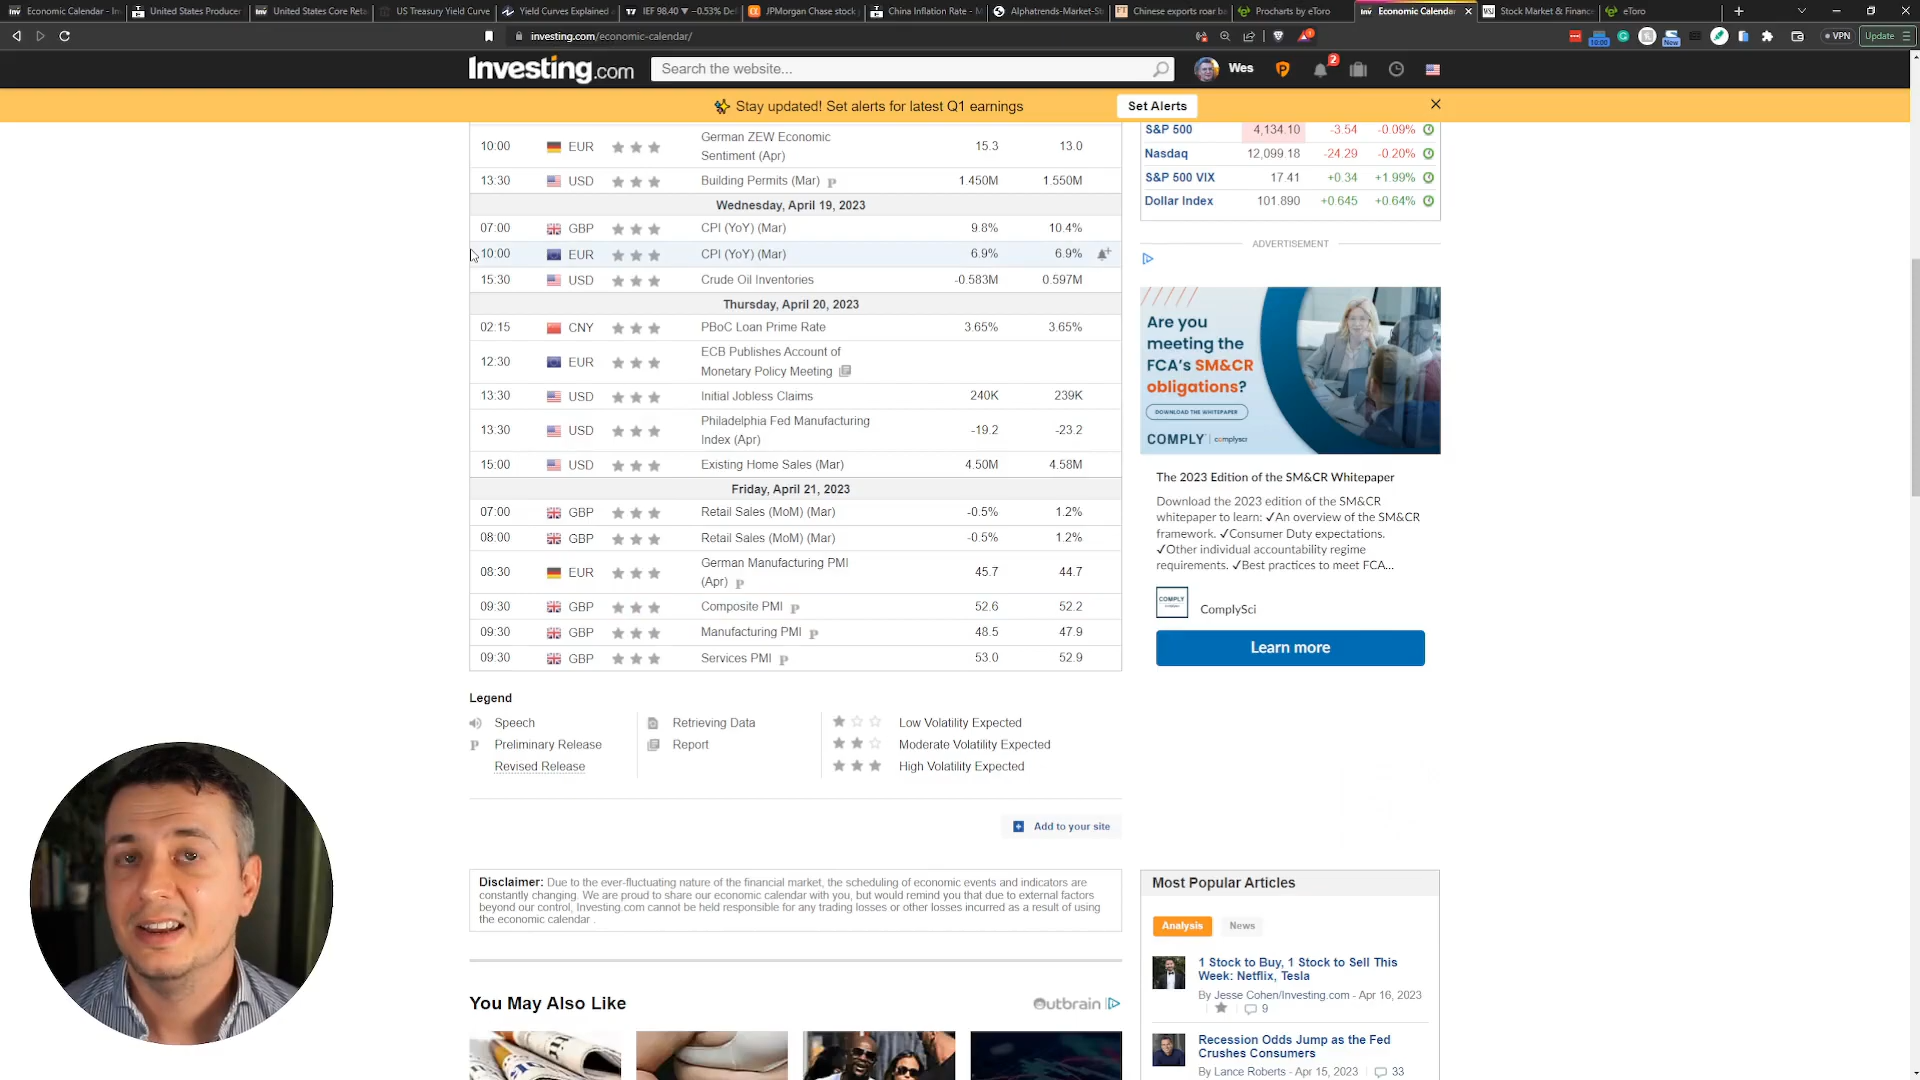 Economic Calendar - In
United States Producer
United States Core Reta
US Treasury Yield Curve
Yield Curves Explained
IEF 98.40 ▼ −0.53% De
JPMorgan Chase stock
China Inflation Rate - M
Alphatrends-Market-St
Chinese exports roar ba
Procharts by eToro
Economic Calendar
Stock Market & Finance
eToro
investing.com/economic-calendar/
VPN
Update
Investing.com
Search the website...
Wes
2
Stay updated! Set alerts for latest Q1 earnings
Set Alerts
10:00 EUR German ZEW Economic
Sentiment (Apr) 15.3 13.0
13:30 USD Building Permits (Mar) P 1.450M 1.550M
Wednesday, April 19, 2023
07:00 GBP CPI (YoY) (Mar) 9.8% 10.4%
10:00 EUR CPI (YoY) (Mar) 6.9% 6.9%
15:30 USD Crude Oil Inventories -0.583M 0.597M
Thursday, April 20, 2023
02:15 CNY PBoC Loan Prime Rate 3.65% 3.65%
12:30 EUR ECB Publishes Account of
Monetary Policy Meeting
13:30 USD Initial Jobless Claims 240K 239K
13:30 USD Philadelphia Fed Manufacturing
Index (Apr) -19.2 -23.2
15:00 USD Existing Home Sales (Mar) 4.50M 4.58M
Friday, April 21, 2023
07:00 GBP Retail Sales (MoM) (Mar) -0.5% 1.2%
08:00 GBP Retail Sales (MoM) (Mar) -0.5% 1.2%
08:30 EUR German Manufacturing PMI
(Apr) P 45.7 44.7
09:30 GBP Composite PMI P 52.6 52.2
09:30 GBP Manufacturing PMI P 48.5 47.9
09:30 GBP Services PMI P 53.0 52.9
Legend
Speech
Retrieving Data
Low Volatility Expected
P Preliminary Release
Report
Moderate Volatility Expected
Revised Release
High Volatility Expected
Add to your site
Disclaimer: Due to the ever-fluctuating nature of the financial market, the scheduling of economic events and indicators are
constantly changing. We are proud to share our economic calendar with you, but would remind you that due to external factors
beyond our control, Investing.com cannot be held responsible for any trading losses or other losses incurred as a result of using
the economic calendar .
You May Also Like
Outbrain
S&P 500 4,134.10 -3.54 -0.09%
Nasdaq 12,099.18 -24.29 -0.20%
S&P 500 VIX 17.41 +0.34 +1.99%
Dollar Index 101.890 +0.645 +0.64%
ADVERTISEMENT
Are you
meeting the
FCA's SM&CR
obligations?
DOWNLOAD THE WHITEPAPER
COMPLY complysci
The 2023 Edition of the SM&CR Whitepaper
Download the 2023 edition of the SM&CR
whitepaper to learn: ✓An overview of the SM&CR
framework. ✓Consumer Duty expectations.
✓Other individual accountability regime
requirements. ✓Best practices to meet FCA...
COMPLY
ComplySci
Learn more
Most Popular Articles
Analysis
News
1 Stock to Buy, 1 Stock to Sell This
Week: Netflix, Tesla
By Jesse Cohen/Investing.com - Apr 16, 2023
9
Recession Odds Jump as the Fed
Crushes Consumers
By Lance Roberts - Apr 15, 2023 33